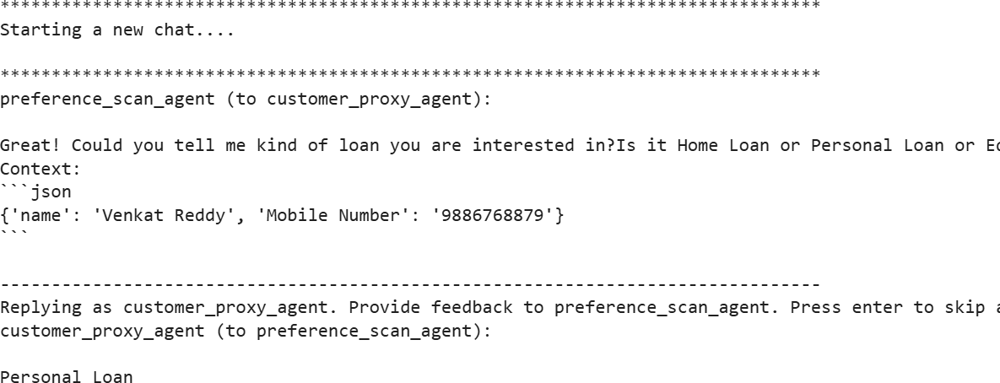 ********************************************************************************
Starting a new chat....
********************************************************************************
preference_scan_agent (to customer_proxy_agent):
Great! Could you tell me kind of loan you are interested in?Is it Home Loan or Personal Loan or
Context:
```json
{'name': 'Venkat Reddy', 'Mobile Number': '9886768879'}
```
--------------------------------------------------------------------------------
Replying as customer_proxy_agent. Provide feedback to preference_scan_agent. Press enter to skip
customer_proxy_agent (to preference_scan_agent):
Personal Loan